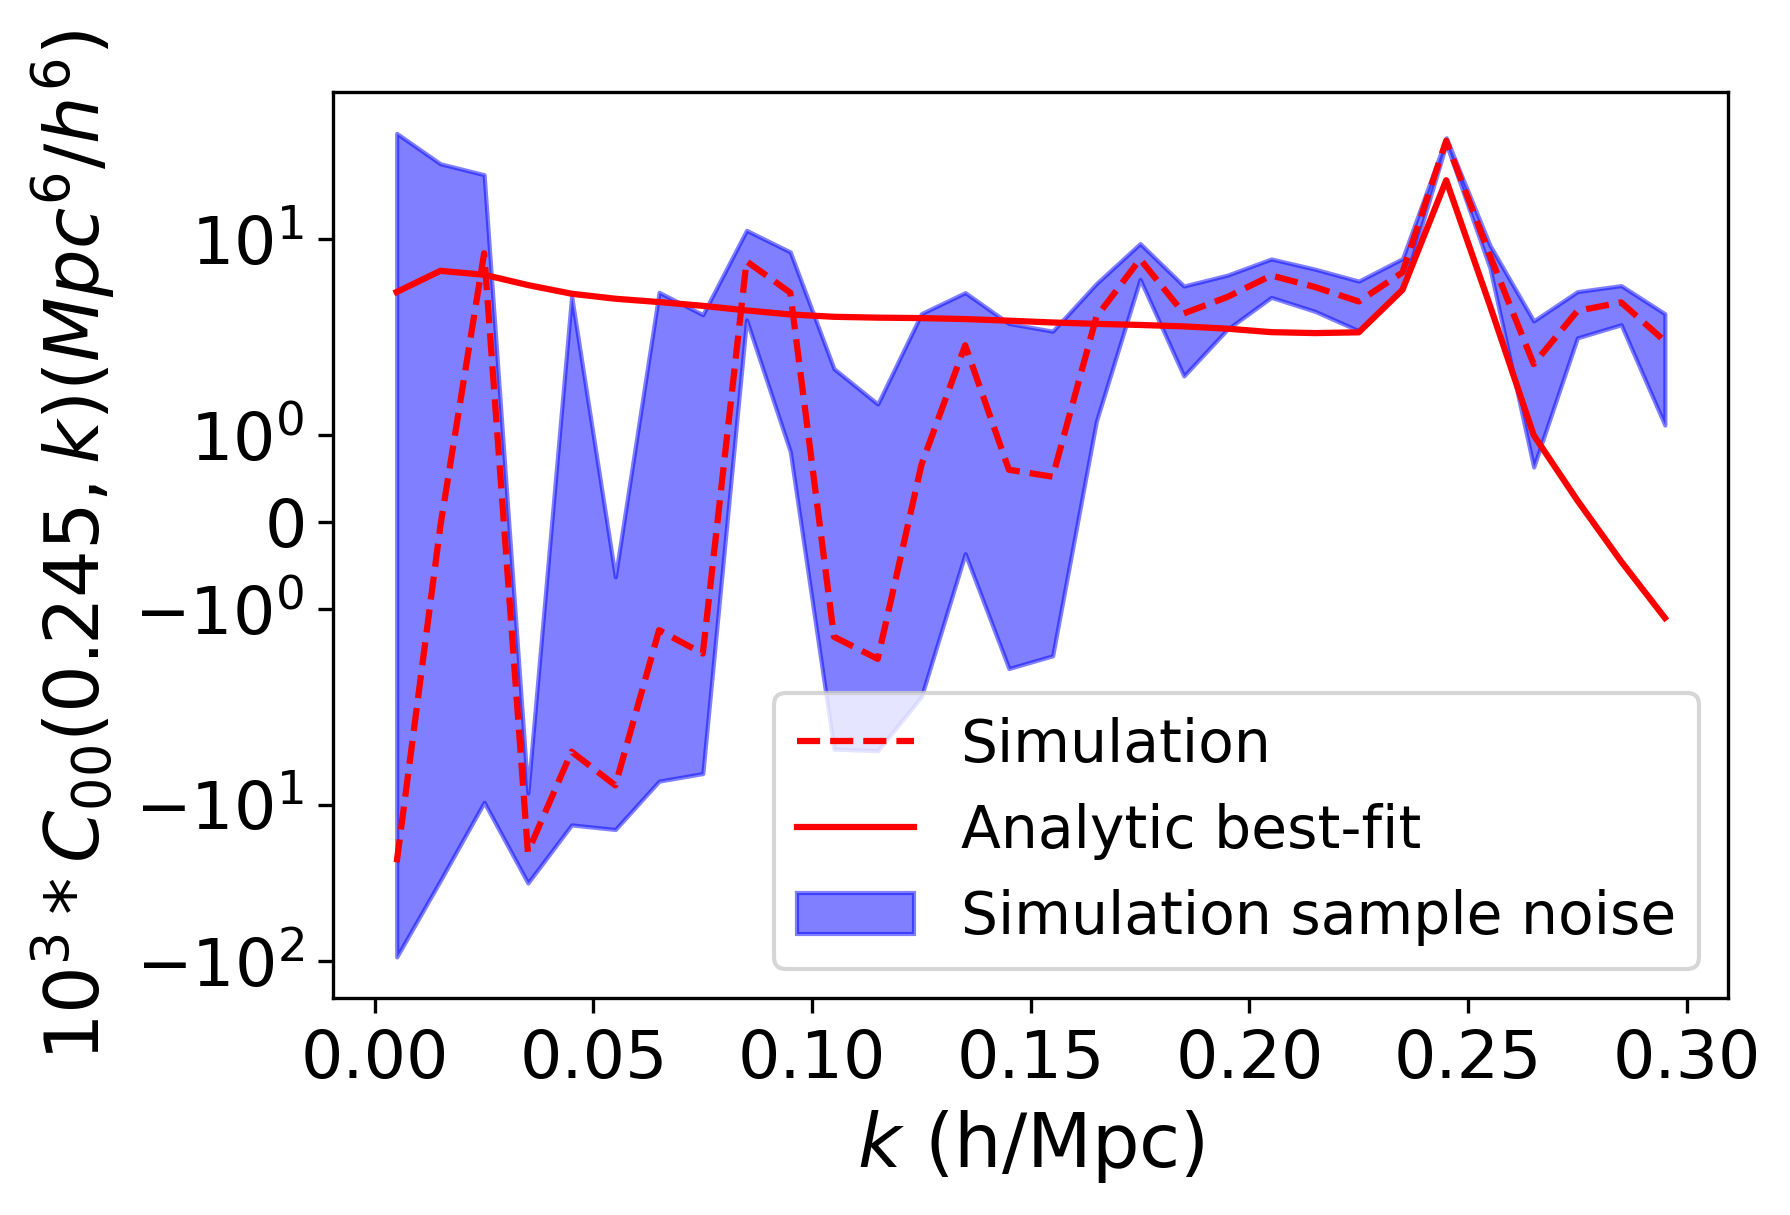 10³ * C₀₀(0.245, k)(Mpc⁶/h⁶)
10¹
10⁰
0
−10⁰
−10¹
−10²
Simulation
Analytic best-fit
Simulation sample noise
0.00 0.05 0.10 0.15 0.20 0.25 0.30
k (h/Mpc)